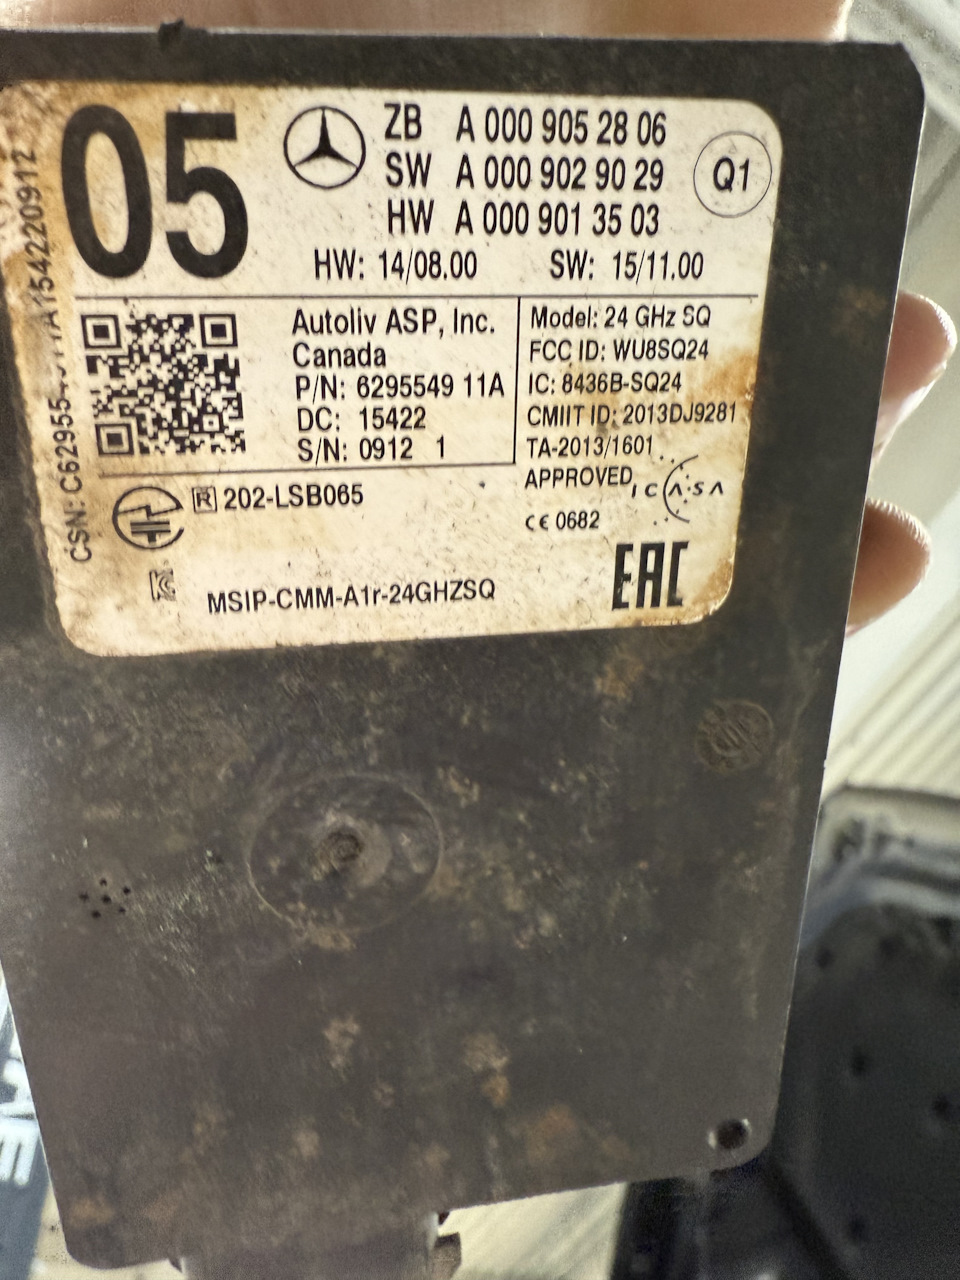 05
ZB A 000 905 28 06
SW A 000 902 90 29
HW A 000 901 35 03
Q1
HW: 14/08.00 SW: 15/11.00
Autoliv ASP, Inc.
Canada
P/N: 6295549 11A
DC: 15422
S/N: 0912 1
Model: 24 GHz SQ
FCC ID: WU8SQ24
IC: 8436B-SQ24
CMIIT ID: 2013DJ9281
TA-2013/1601
APPROVED
ICASA
CE 0682
R 202-LSB065
MSIP-CMM-A1r-24GHZSQ
EAC
CSN: